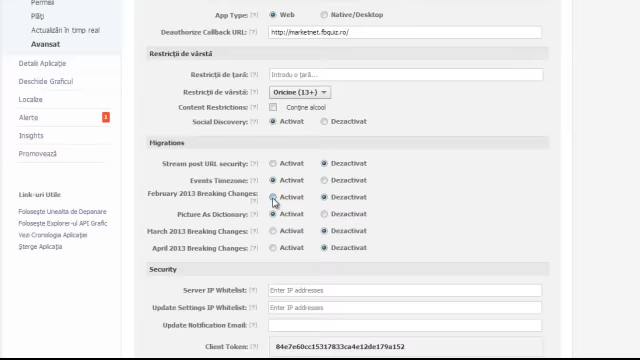 Permisii
Plăți
Actualizări în timp real
Avansat
Detalii Aplicație
Deschide Graficul
Localize
Alerte 1
Insights
Promovează
Link-uri Utile
Folosește Unealta de Depanare
Folosește Explorer-ul API Grafic
Vezi Cronologia Aplicației
Șterge Aplicația
App Type: [?] Web Native/Desktop
Deauthorize Callback URL: [?] http://marketnet.fbquiz.ro/
Restricții de vârstă
Restricții de țară: [?] Introdu o țară...
Restricții de vârstă: [?] Oricine (13+)
Content Restrictions: [?] Conține alcool
Social Discovery: [?] Activat Dezactivat
Migrations
Stream post URL security: [?] Activat Dezactivat
Events Timezone: [?] Activat Dezactivat
February 2013 Breaking Changes: [?] Activat Dezactivat
Picture As Dictionary: [?] Activat Dezactivat
March 2013 Breaking Changes: [?] Activat Dezactivat
April 2013 Breaking Changes: [?] Activat Dezactivat
Security
Server IP Whitelist: [?] Enter IP addresses
Update Settings IP Whitelist: [?] Enter IP addresses
Update Notification Email: [?]
Client Token: [?] 84e7e60cc15317833ca4e12de179a152